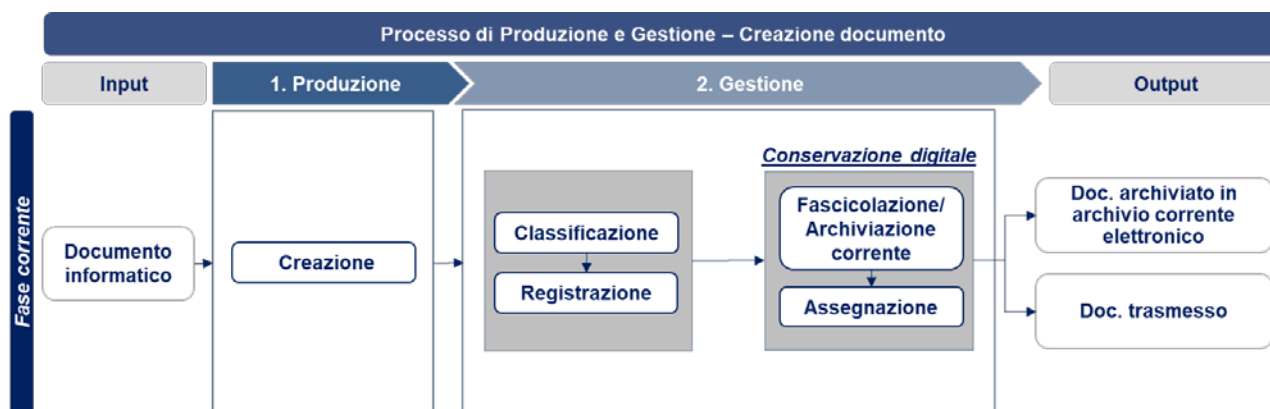 Processo di Produzione e Gestione – Creazione documento
Input
1. Produzione
2. Gestione
Output
Fase corrente
Documento
informatico
Creazione
Classificazione
Registrazione
Conservazione digitale
Fascicolazione/
Archiviazione
corrente
Assegnazione
Doc. archiviato in
archivio corrente
elettronico
Doc. trasmesso